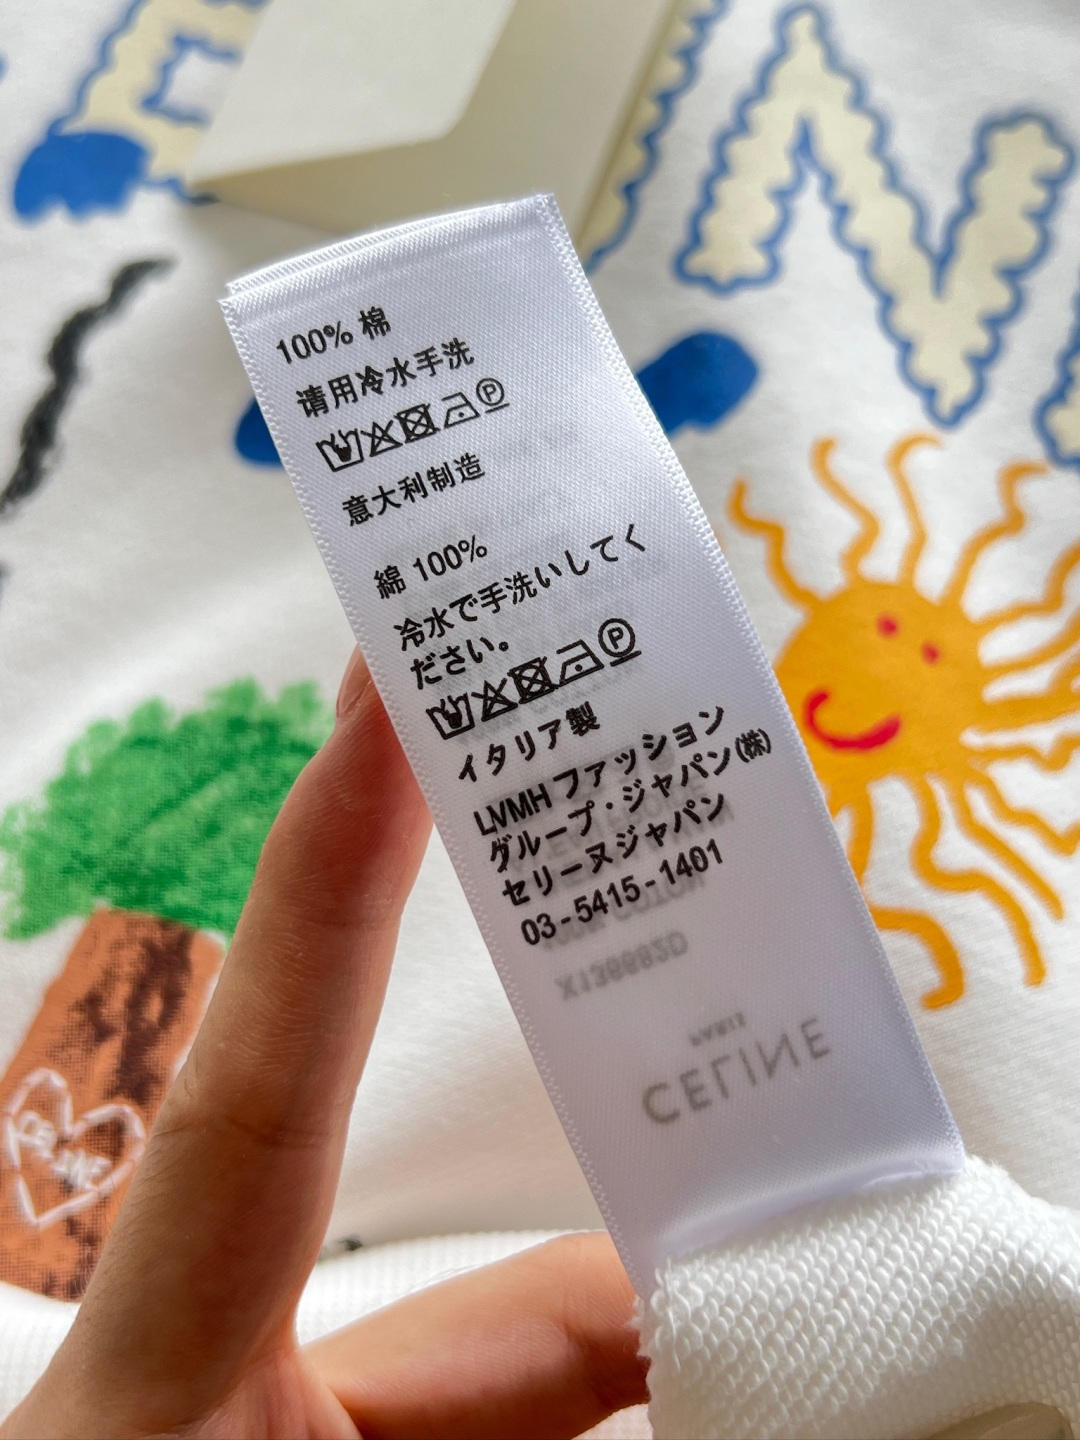 100% 棉
请用冷水手洗
P
意大利制造
綿 100%
冷水で手洗いしてく
ださい。
P
イタリア製
LVMH ファッション
グループ・ジャパン(株)
セリーヌジャパン
03-5415-1401
PARIS
CELINE